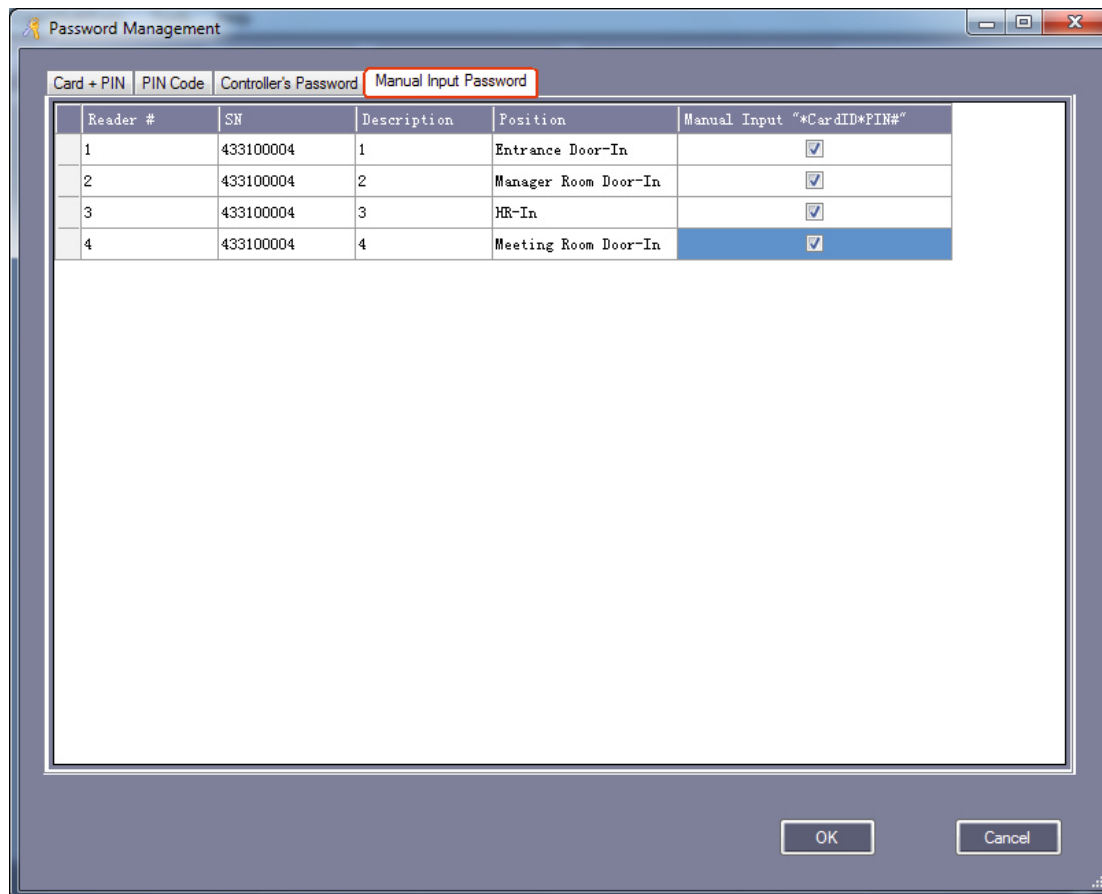 Password Management
Card + PIN PIN Code Controller's Password Manual Input Password
Reader # SN Description Position Manual Input "*CardID*PIN#"
1 433100004 1 Entrance Door-In
2 433100004 2 Manager Room Door-In
3 433100004 3 HR-In
4 433100004 4 Meeting Room Door-In
OK Cancel